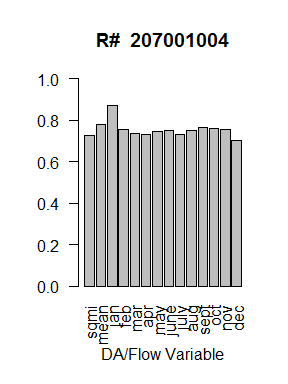 R# 207001004
1.0
0.8
0.6
0.4
0.2
0.0
sqmi
mean
jan
feb
mar
apr
may
june
july
aug
sept
oct
nov
dec
DA/Flow Variable